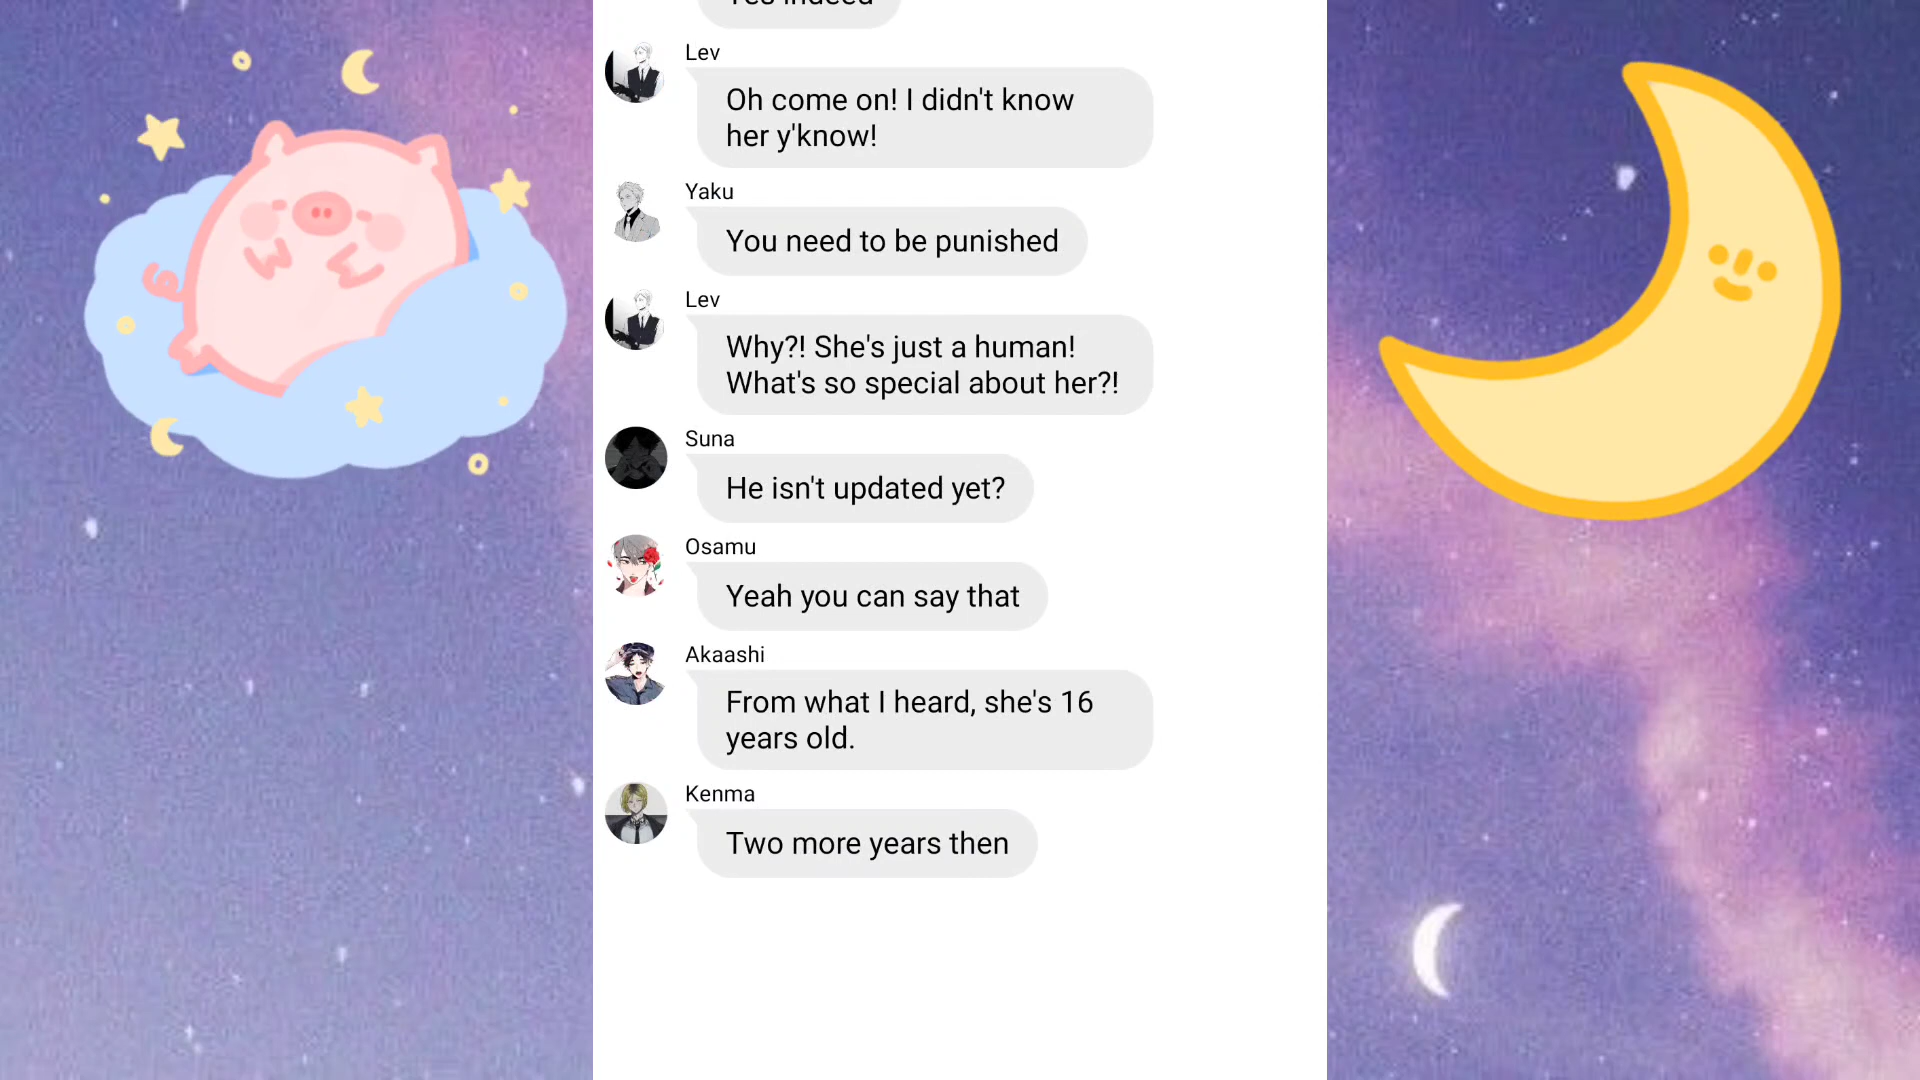 Yes indeed
Lev
Oh come on! I didn't know
her y'know!
Yaku
You need to be punished
Lev
Why?! She's just a human!
What's so special about her?!
Suna
He isn't updated yet?
Osamu
Yeah you can say that
Akaashi
From what I heard, she's 16
years old.
Kenma
Two more years then